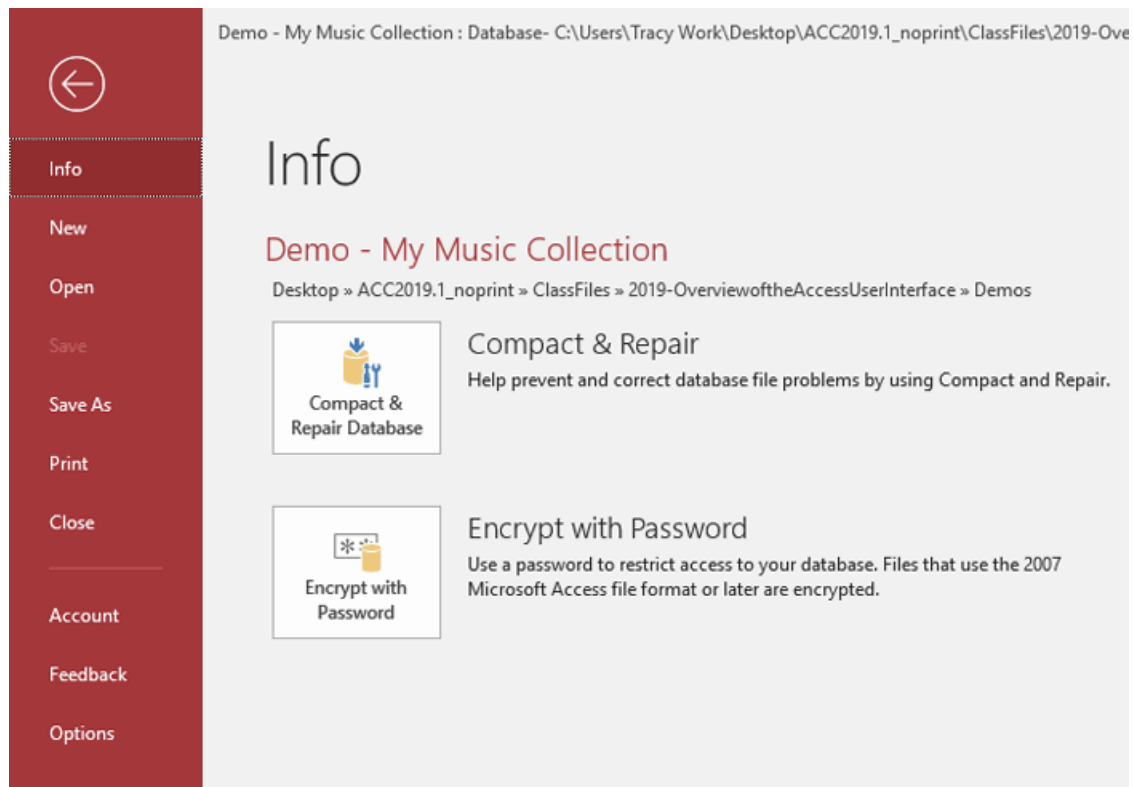 Demo - My Music Collection : Database- C:\Users\Tracy Work\Desktop\ACC2019.1_noprint\ClassFiles\2019-Ove
Info
New
Open
Save
Save As
Print
Close
Account
Feedback
Options
Info
Demo - My Music Collection
Desktop » ACC2019.1_noprint » ClassFiles » 2019-OverviewoftheAccessUserInterface » Demos
Compact &
Repair Database
Compact & Repair
Help prevent and correct database file problems by using Compact and Repair.
Encrypt with
Password
Encrypt with Password
Use a password to restrict access to your database. Files that use the 2007
Microsoft Access file format or later are encrypted.